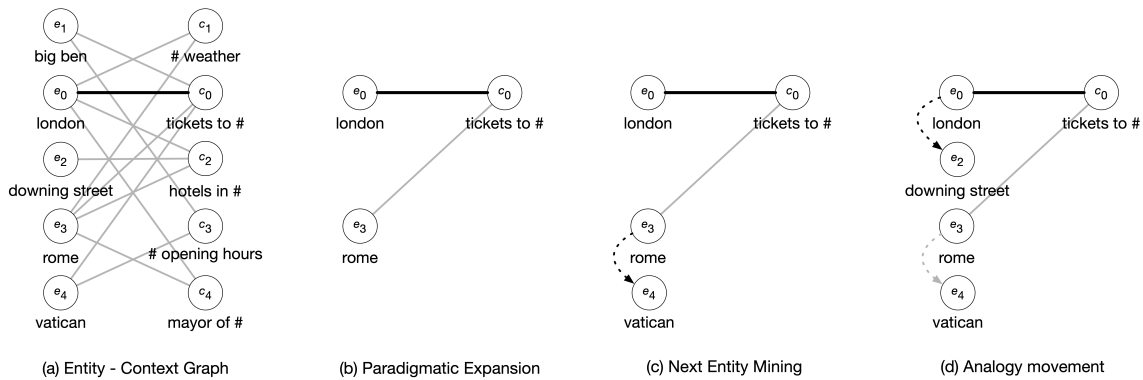 e1 c1
big ben # weather
e0 c0
london tickets to #
e2 c2
downing street hotels in #
e3 c3
rome # opening hours
e4 c4
vatican mayor of #
(a) Entity - Context Graph
e0 c0
london tickets to #
e3
rome
(b) Paradigmatic Expansion
e0 c0
london tickets to #
e3
rome
e4
vatican
(c) Next Entity Mining
e0 c0
london tickets to #
e2
downing street
e3
rome
e4
vatican
(d) Analogy movement